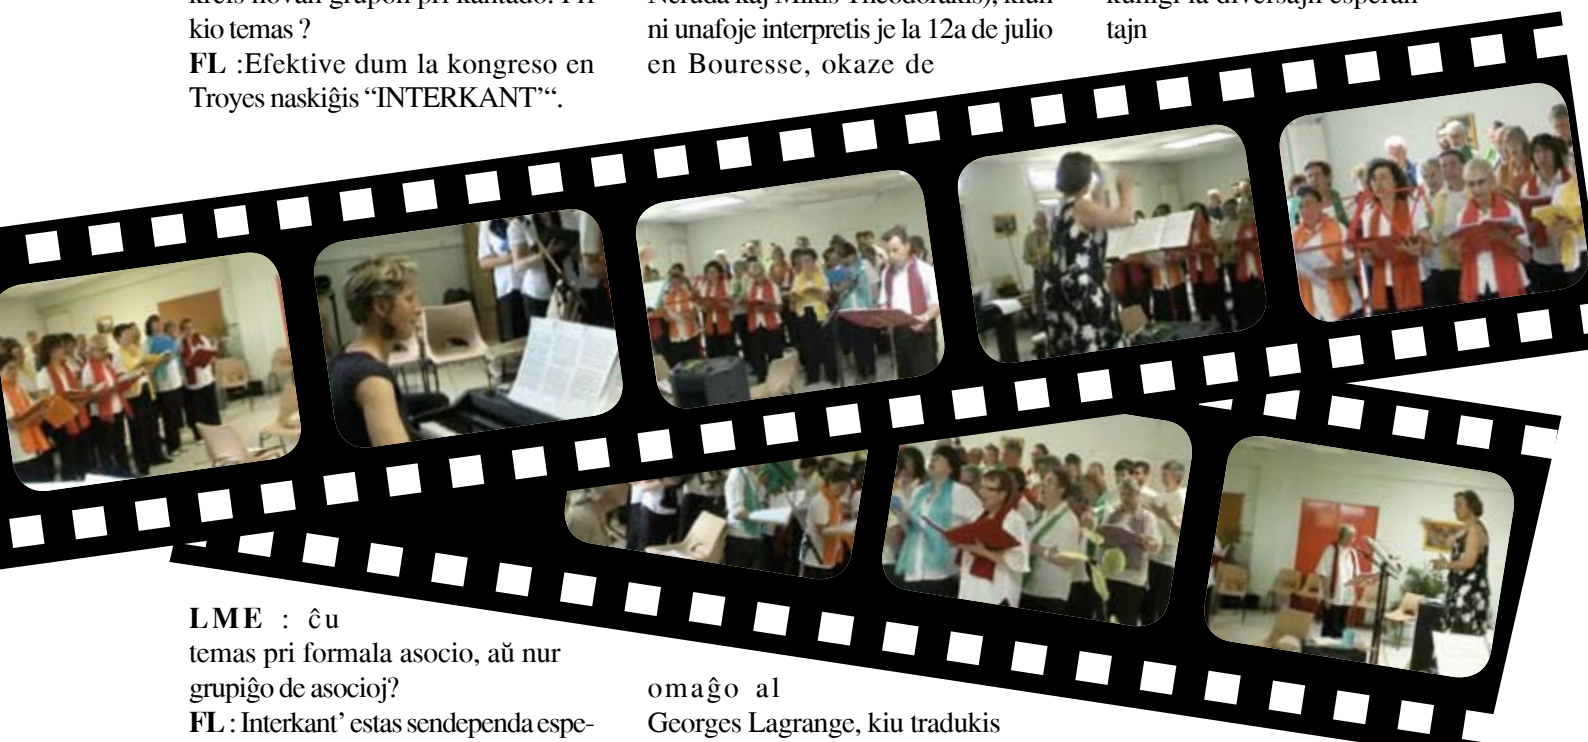 kio temas ?
FL :Efektive dum la kongreso en
Troyes naskiĝis “INTERKANT’“.
LME : ĉu
temas pri formala asocio, aŭ nur
grupiĝo de asocioj?
FL : Interkant’ estas sendependa espe-
ni unafoje interpretis je la 12a de julio
en Bouresse, okaze de
omaĝo al
Georges Lagrange, kiu tradukis
tajn